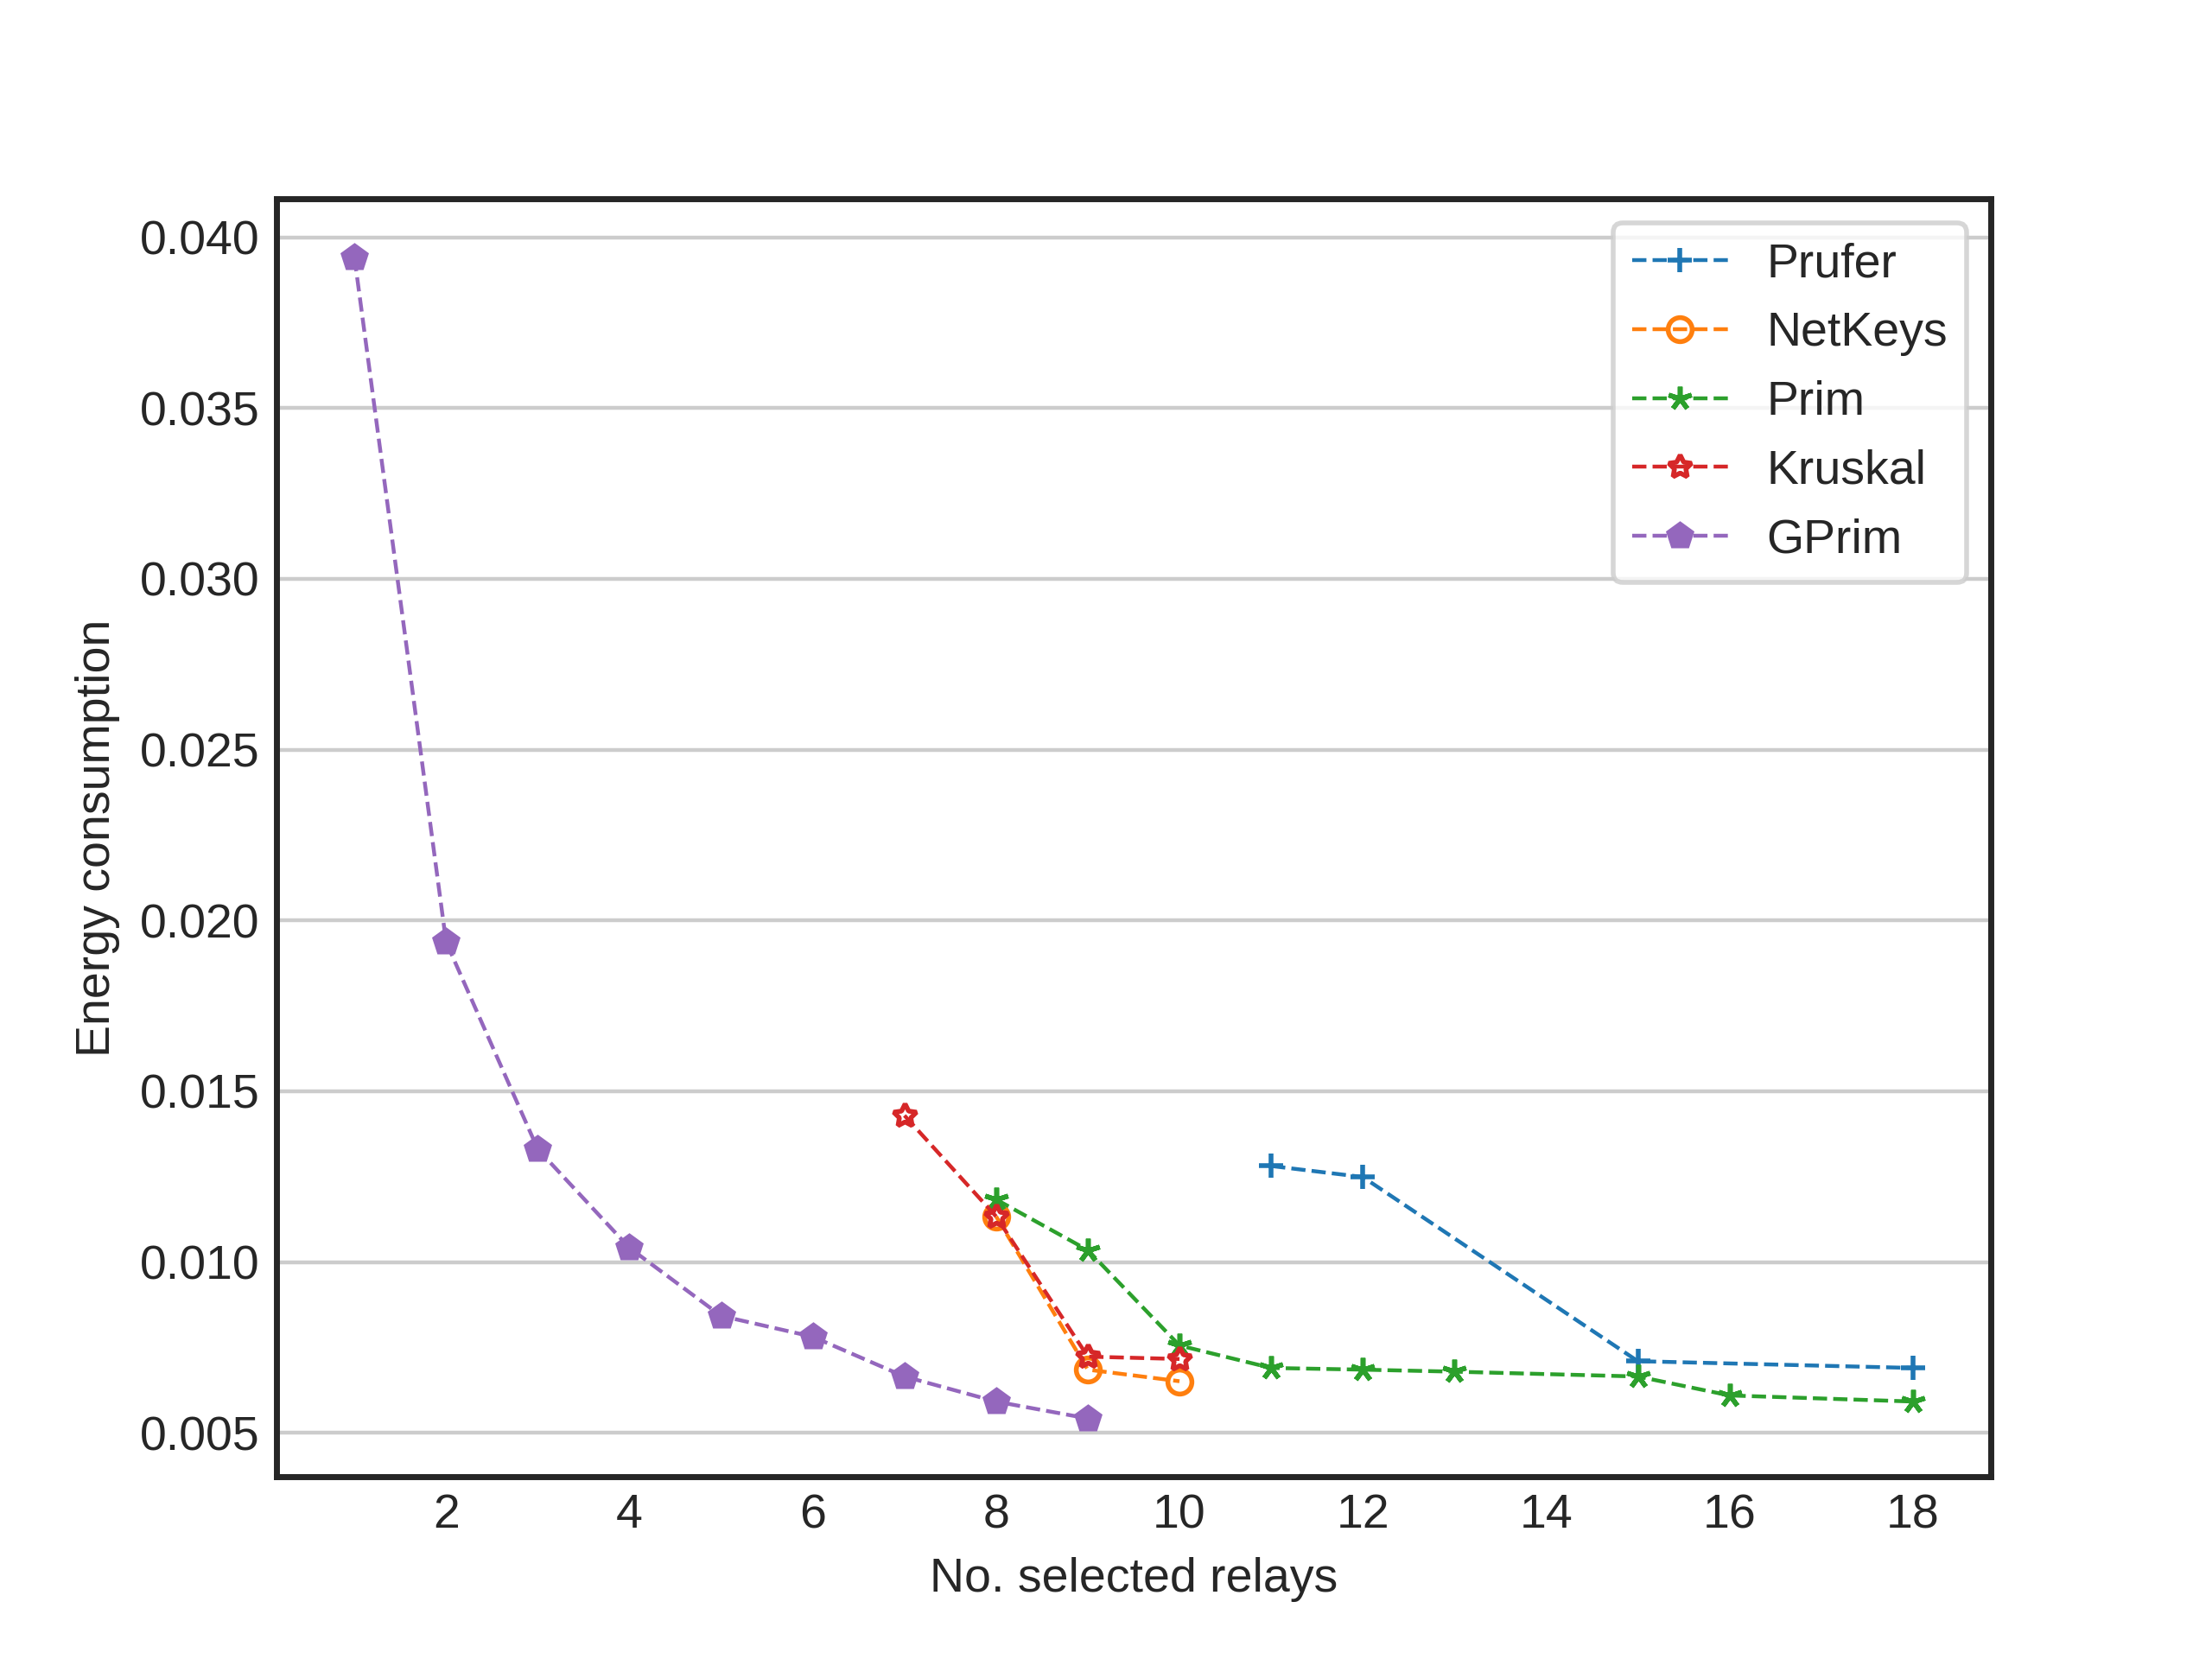 0.040
0.035
0.030
0.025
0.020
0.015
0.010
0.005
Energy consumption
2 4 6 8 10 12 14 16 18
No. selected relays
Prufer
NetKeys
Prim
Kruskal
GPrim